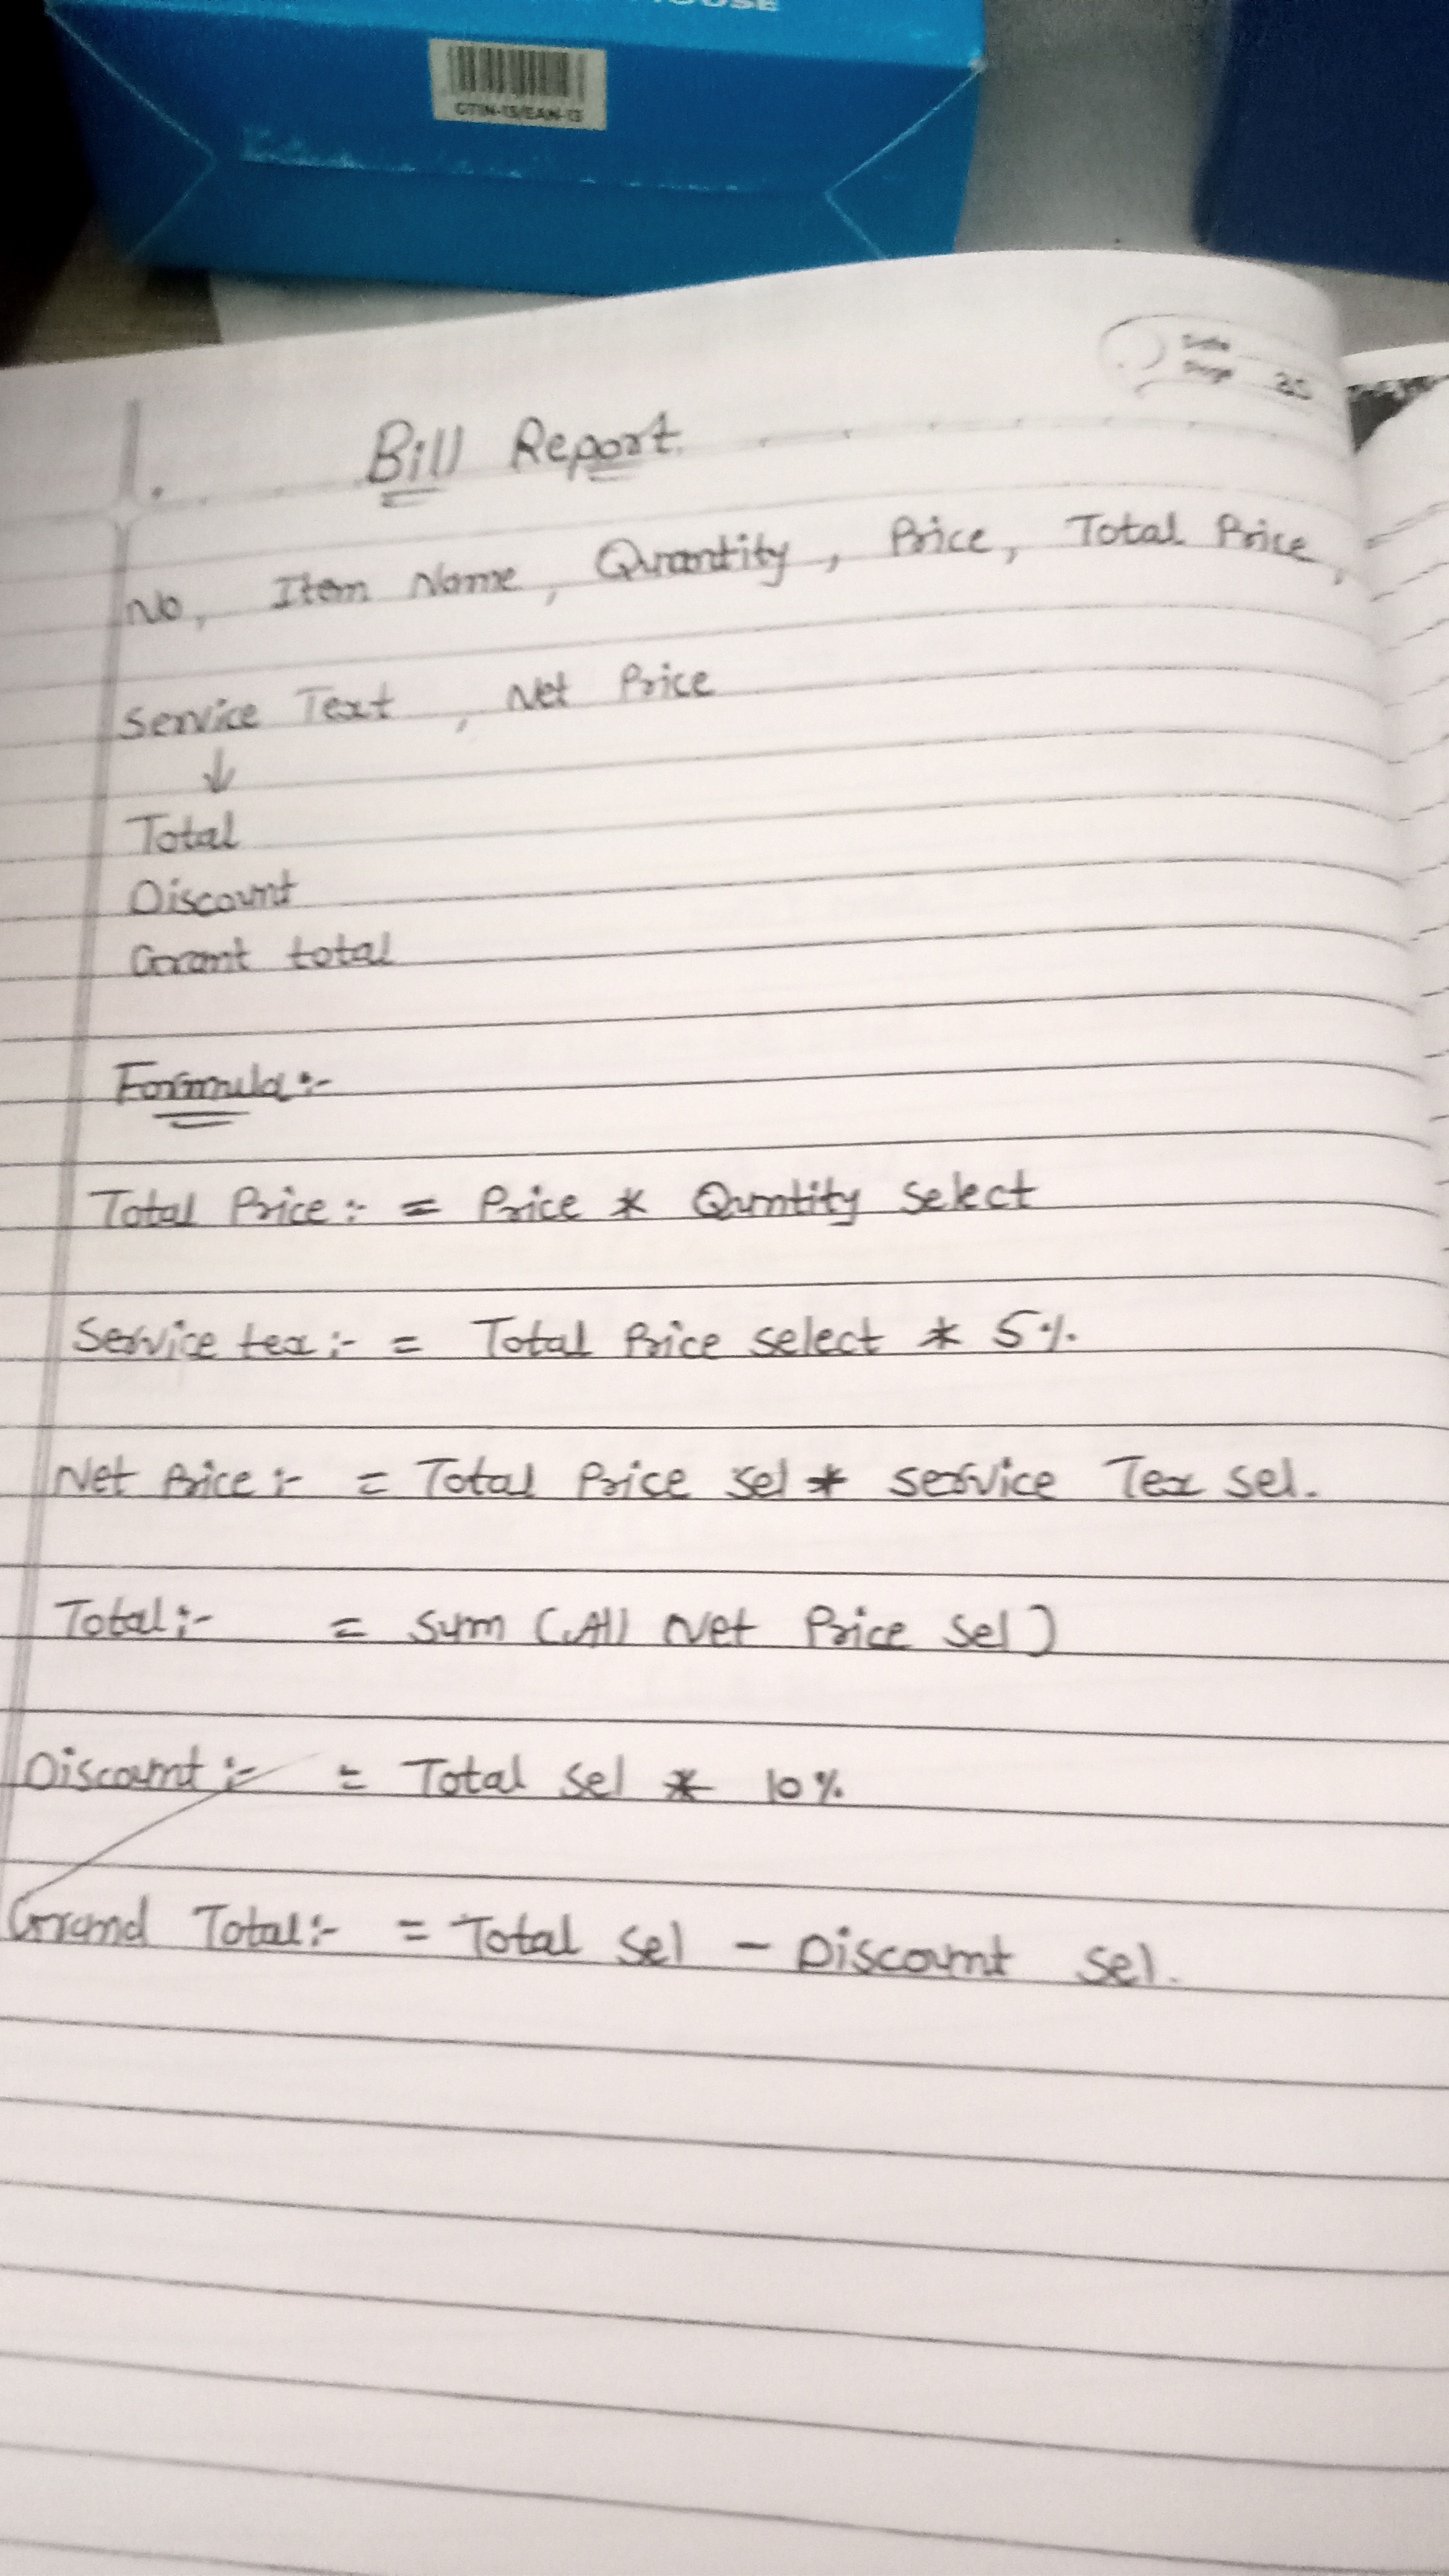 OUSE
GTIN-13/EAN-13
Date
Page 35
Bill Report
No, Item Name, Quantity, Price, Total Price,
Service Text, Net Price
↓
Total
Discount
Grant total
Formula:-
Total Price:- = Price * Quntity select
Service tex:- = Total Price select * 5%
Net Price:- = Total Price sel * service Tex sel.
Total:- = Sum (All Net Price sel)
Discount:- = Total sel * 10%
Grand Total:- = Total sel - Discount sel.